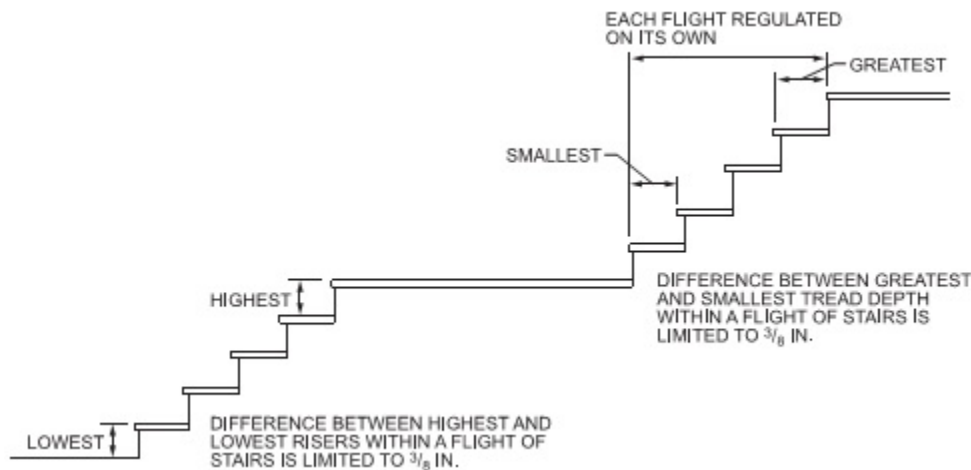 EACH FLIGHT REGULATED
ON ITS OWN
GREATEST
SMALLEST
HIGHEST
DIFFERENCE BETWEEN GREATEST
AND SMALLEST TREAD DEPTH
WITHIN A FLIGHT OF STAIRS IS
LIMITED TO 3/8 IN.
LOWEST
DIFFERENCE BETWEEN HIGHEST AND
LOWEST RISERS WITHIN A FLIGHT OF
STAIRS IS LIMITED TO 3/8 IN.